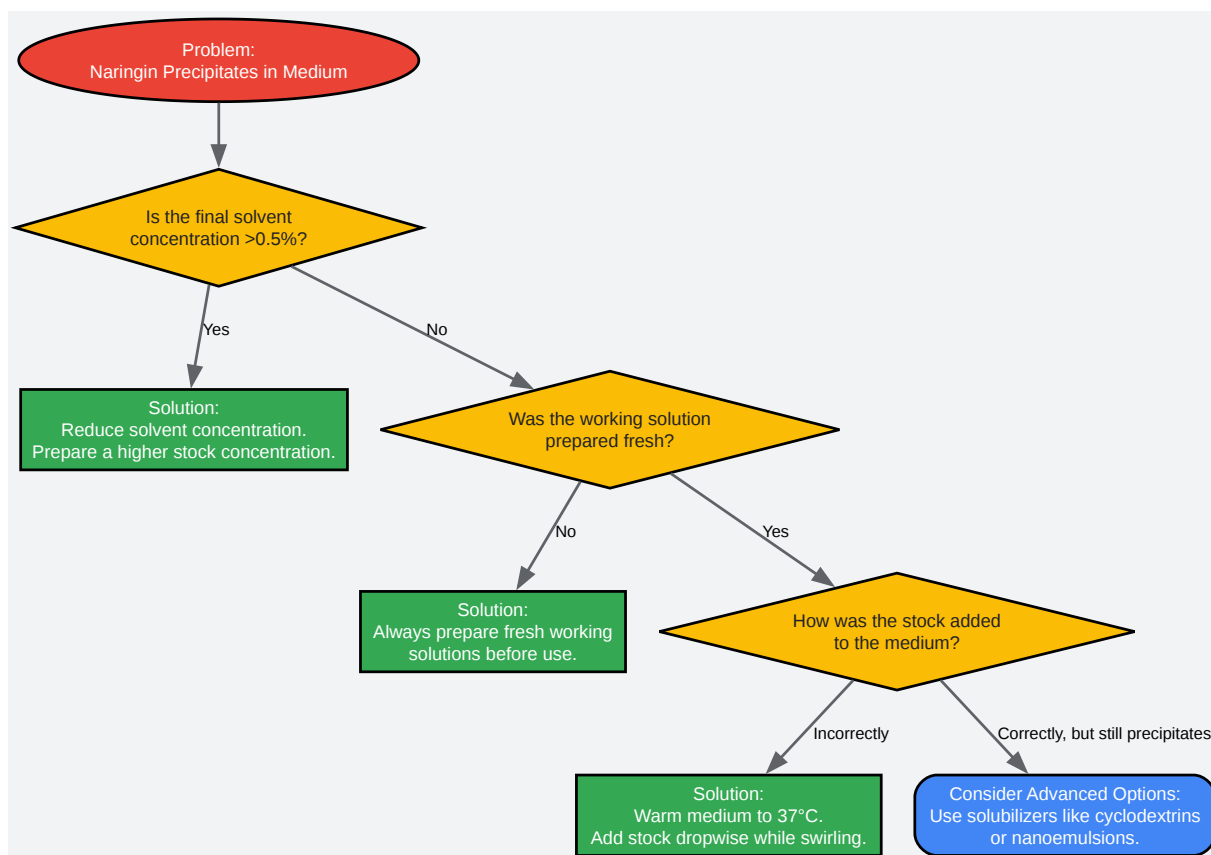 Problem:
Naringin Precipitates in Medium
Is the final solvent
concentration >0.5%?
Yes
No
Solution:
Reduce solvent concentration.
Prepare a higher stock concentration.
Was the working solution
prepared fresh?
No
Yes
Solution:
Always prepare fresh working
solutions before use.
How was the stock added
to the medium?
Incorrectly
Correctly, but still precipitates
Solution:
Warm medium to 37°C.
Add stock dropwise while swirling.
Consider Advanced Options:
Use solubilizers like cyclodextrins
or nanoemulsions.